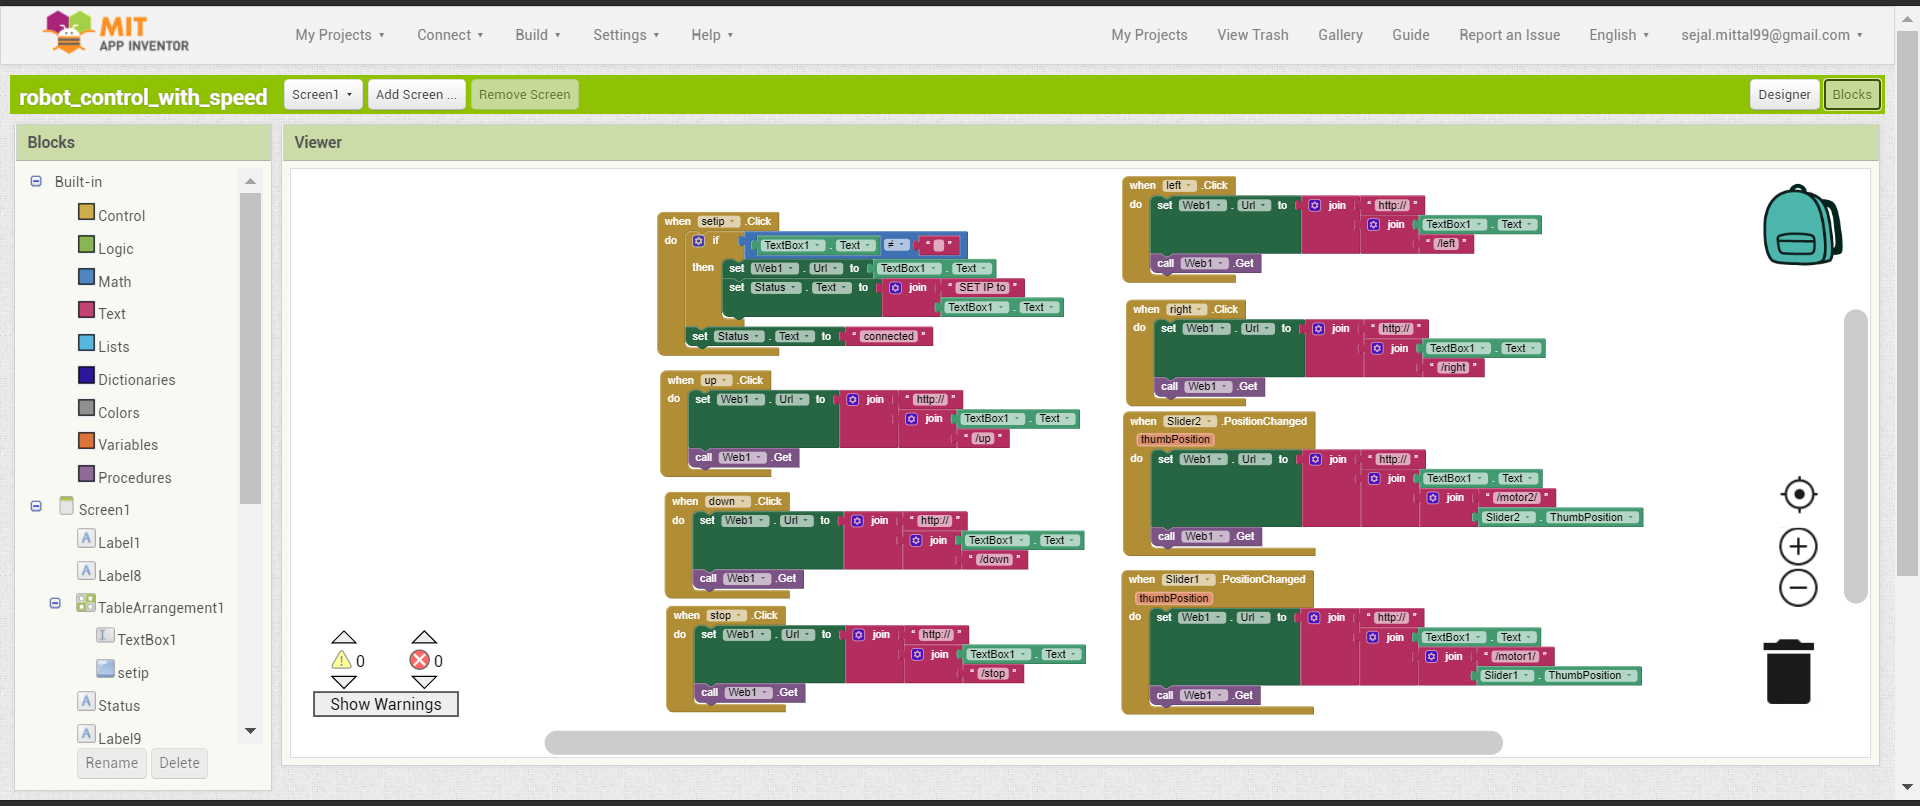 MIT
APP INVENTOR
My Projects Connect Build Settings Help My Projects View Trash Gallery Guide Report an Issue English sejal.mittal99@gmail.com
robot_control_with_speed Screen1 Add Screen ... Remove Screen Designer Blocks
Blocks
Built-in
Control
Logic
Math
Text
Lists
Dictionaries
Colors
Variables
Procedures
Screen1
Label1
Label8
TableArrangement1
TextBox1
setip
Status
Label9
Rename Delete
Viewer
when setip .Click
do if TextBox1 . Text ≠ " "
then set Web1 . Url to TextBox1 . Text
set Status . Text to join " SET IP to "
TextBox1 . Text
set Status . Text to " connected "
when up .Click
do set Web1 . Url to join " http:// "
join TextBox1 . Text
" /up "
call Web1 .Get
when down .Click
do set Web1 . Url to join " http:// "
join TextBox1 . Text
" /down "
call Web1 .Get
when stop .Click
do set Web1 . Url to join " http:// "
join TextBox1 . Text
" /stop "
call Web1 .Get
when left .Click
do set Web1 . Url to join " http:// "
join TextBox1 . Text
" /left "
call Web1 .Get
when right .Click
do set Web1 . Url to join " http:// "
join TextBox1 . Text
" /right "
call Web1 .Get
when Slider2 .PositionChanged
thumbPosition
do set Web1 . Url to join " http:// "
join TextBox1 . Text
join " /motor2/ "
Slider2 . ThumbPosition
call Web1 .Get
when Slider1 .PositionChanged
thumbPosition
do set Web1 . Url to join " http:// "
join TextBox1 . Text
join " /motor1/ "
Slider1 . ThumbPosition
call Web1 .Get
0 0
Show Warnings